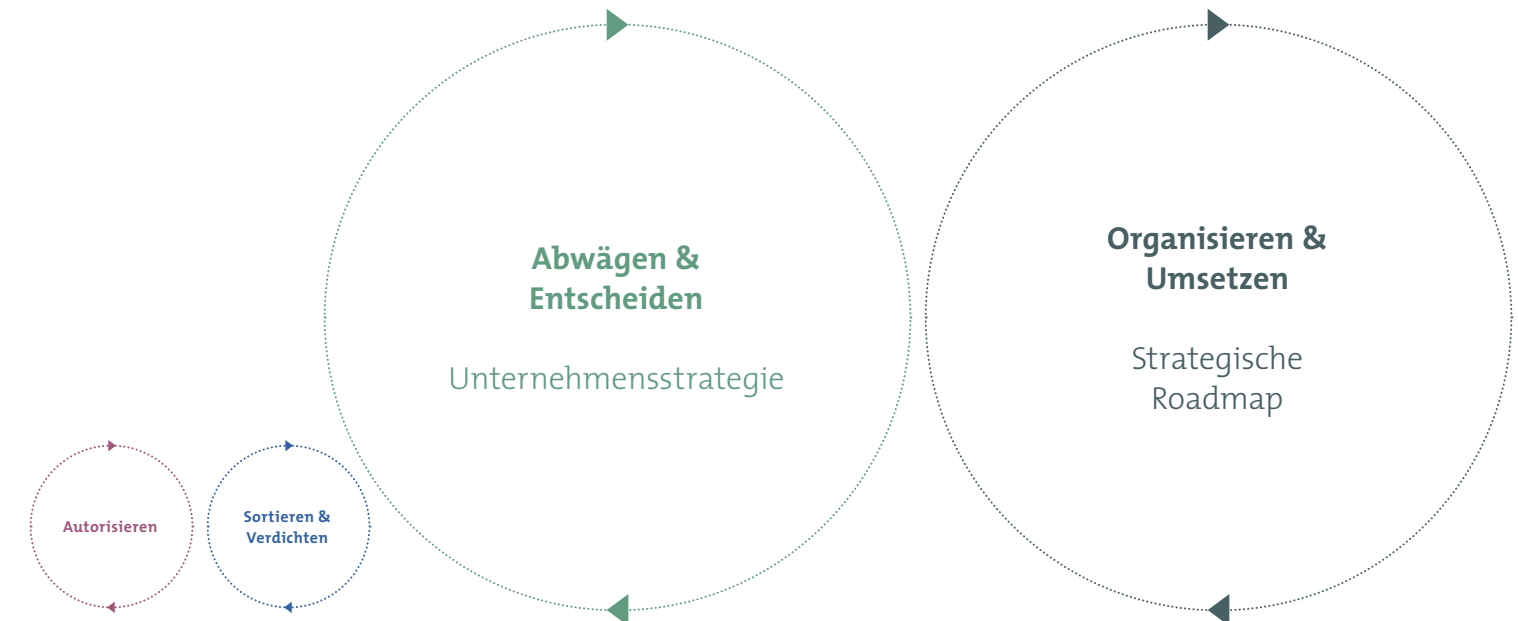 Autorisieren
Sortieren &
Verdichten
Abwägen &
Entscheiden
Unternehmensstrategie
Organisieren &
Umsetzen
Strategische
Roadmap